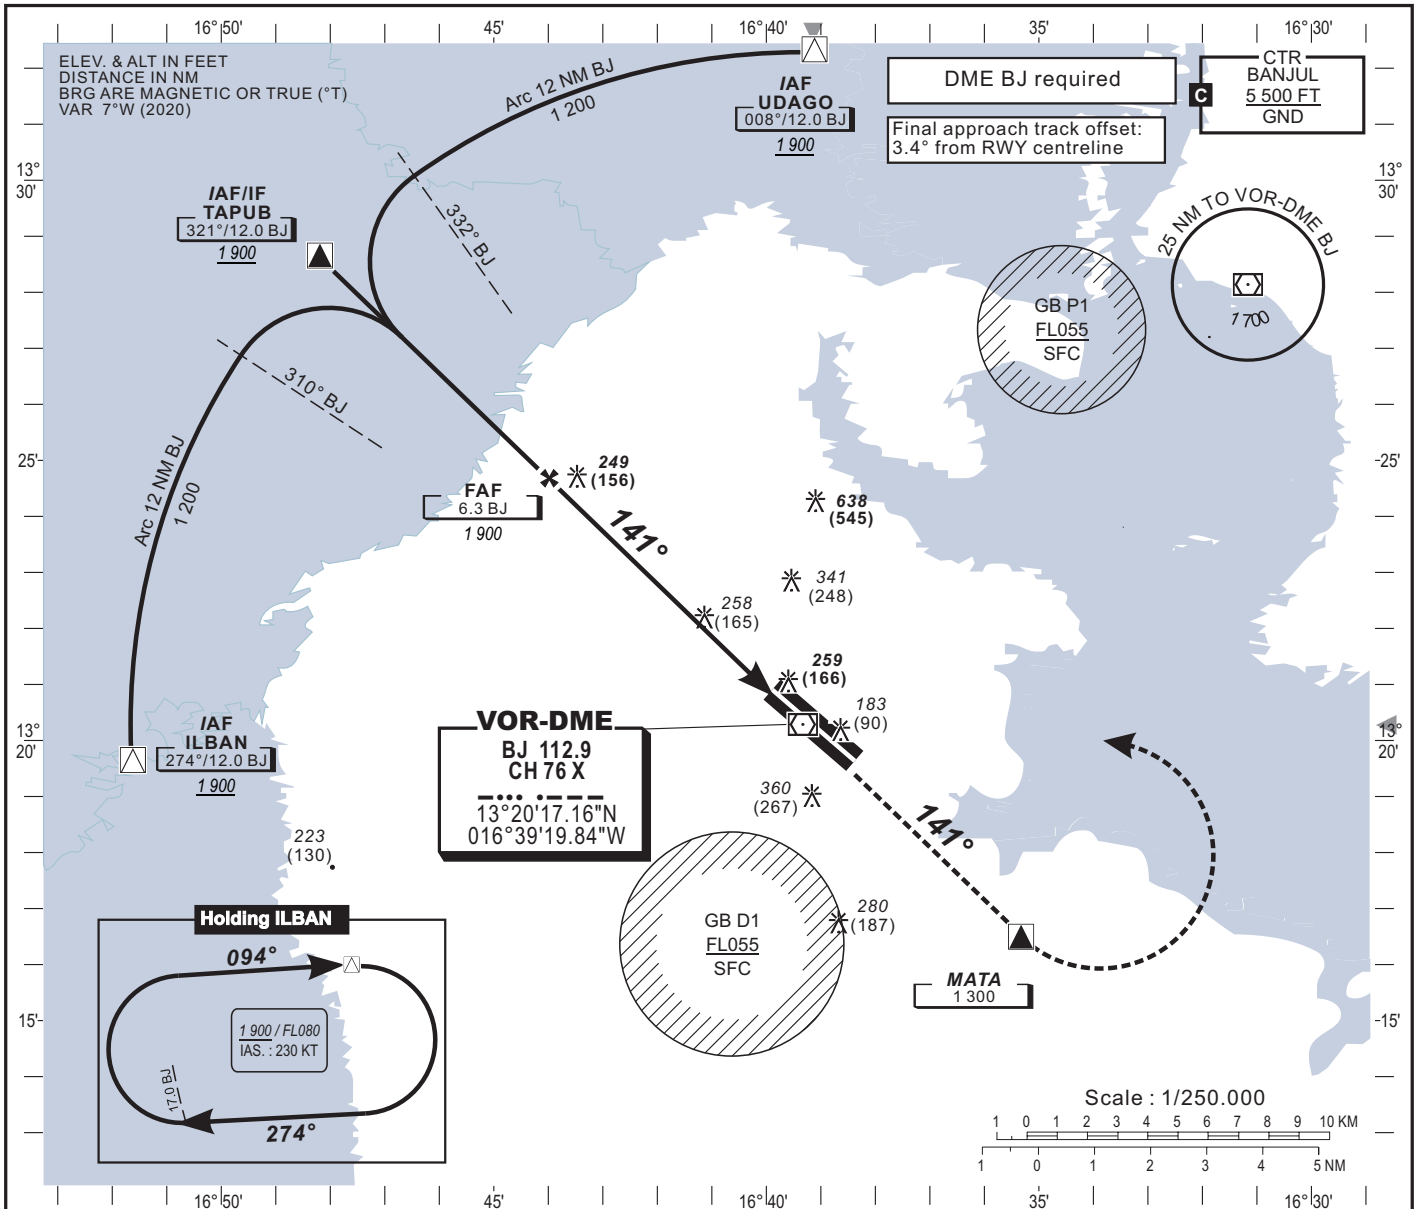 16°50'
45'
16°40'
35'
16°30'
ELEV. & ALT IN FEET
DISTANCE IN NM
BRG ARE MAGNETIC OR TRUE (°T)
VAR 7°W (2020)
Arc 12 NM BJ
1 200
IAF
UDAGO
008°/12.0 BJ
1 900
DME BJ required
Final approach track offset:
3.4° from RWY centreline
C
CTR
BANJUL
5 500 FT
GND
13°
30'
13°
30'
IAF/IF
TAPUB
321°/12.0 BJ
1 900
332° BJ
25 NM TO VOR-DME BJ
1 700
GB P1
FL055
SFC
310° BJ
Arc 12 NM BJ
1 200
25'
25'
249
(156)
FAF
6.3 BJ
1 900
141°
638
(545)
341
(248)
258
(165)
259
(166)
183
(90)
VOR-DME
BJ 112.9
CH 76 X
13°20'17.16"N
016°39'19.84"W
13°
20'
13°
20'
IAF
ILBAN
274°/12.0 BJ
1 900
360
(267)
141°
223
(130)
280
(187)
GB D1
FL055
SFC
MATA
1 300
Holding ILBAN
094°
1 900 / FL080
IAS. : 230 KT
17.0 BJ
274°
15'
15'
Scale : 1/250.000
1 0 1 2 3 4 5 6 7 8 9 10 KM
1 0 1 2 3 4 5 NM
16°50'
45'
16°40'
35'
16°30'